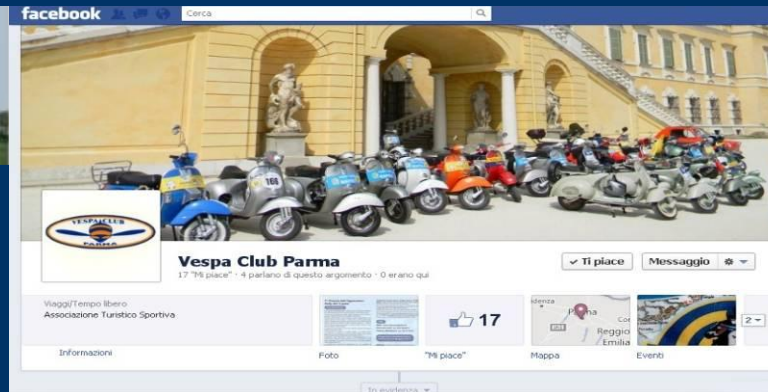 facebook
Cerca
166
VESPA CLUB
PARMA
Vespa Club Parma
17 "Mi piace" · 4 parlano di questo argomento · 0 erano qui
✓ Ti piace
Messaggio
Viaggi/Tempo libero
Associazione Turistico Sportiva
Informazioni
Foto
17
"Mi piace"
Reggio
Emilia
Mappa
Eventi
2
In evidenza